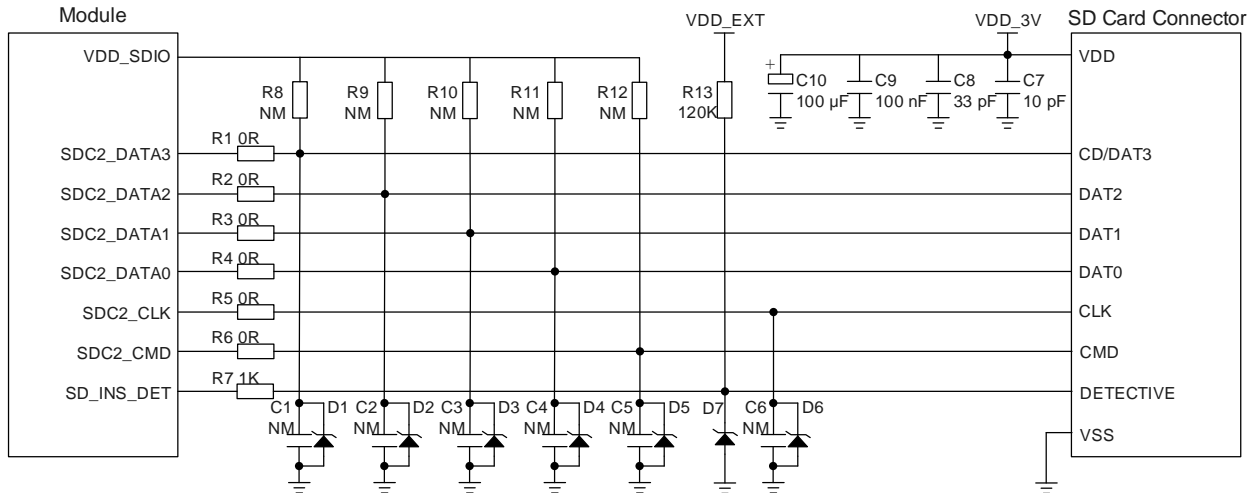 Module
VDD_EXT
VDD_3V
SD Card Connector
VDD_SDIO
VDD
R8
NM
R9
NM
R10
NM
R11
NM
R12
NM
R13
120K
+
C10
100 µF
C9
100 nF
C8
33 pF
C7
10 pF
SDC2_DATA3
R1 0R
CD/DAT3
SDC2_DATA2
R2 0R
DAT2
SDC2_DATA1
R3 0R
DAT1
SDC2_DATA0
R4 0R
DAT0
SDC2_CLK
R5 0R
CLK
SDC2_CMD
R6 0R
CMD
SD_INS_DET
R7 1K
DETECTIVE
C1
NM
D1
C2
NM
D2
C3
NM
D3
C4
NM
D4
C5
NM
D5
D7
C6
NM
D6
VSS